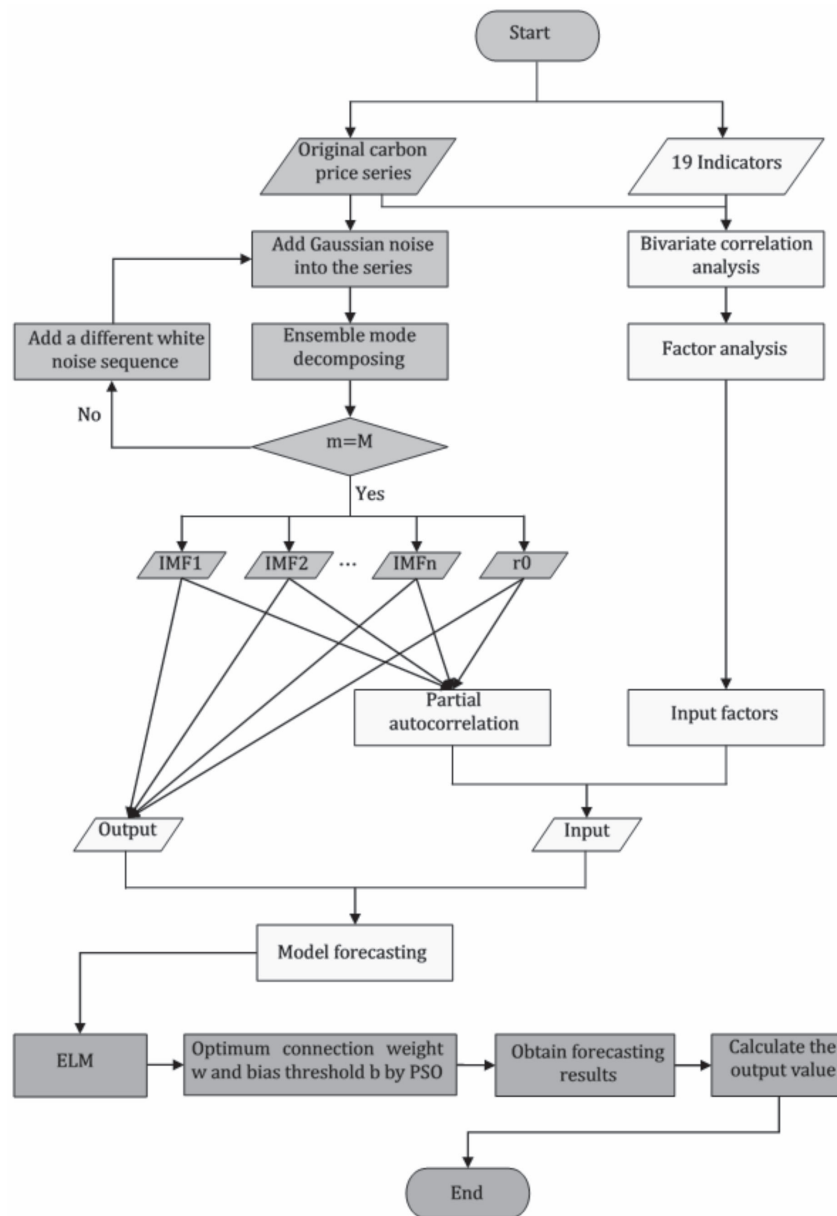 Start
Original carbon
price series
19 Indicators
Add Gaussian noise
into the series
Bivariate correlation
analysis
Add a different white
noise sequence
Ensemble mode
decomposing
Factor analysis
No
m=M
Yes
IMF1
IMF2
...
IMFn
r0
Partial
autocorrelation
Input factors
Output
Input
Model forecasting
ELM
Optimum connection weight
w and bias threshold b by PSO
Obtain forecasting
results
Calculate the
output value
End